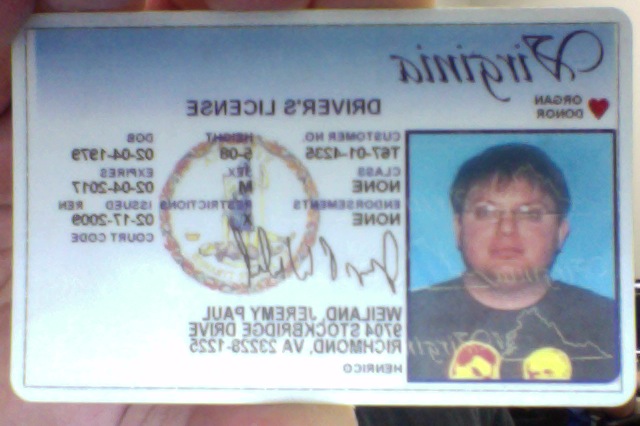 Virginia
ORGAN
DONOR
DRIVER'S LICENSE
CUSTOMER NO. HEIGHT DOB
T67-01-4235 5-08 02-04-1979
CLASS SEX EXPIRES
NONE M 02-04-2017
ENDORSEMENTS RESTRICTIONS ISSUED REN
NONE X 02-17-2009
COURT CODE
WEILAND, JEREMY PAUL
9704 STOCKBRIDGE DRIVE
RICHMOND, VA 23228-1225
HENRICO